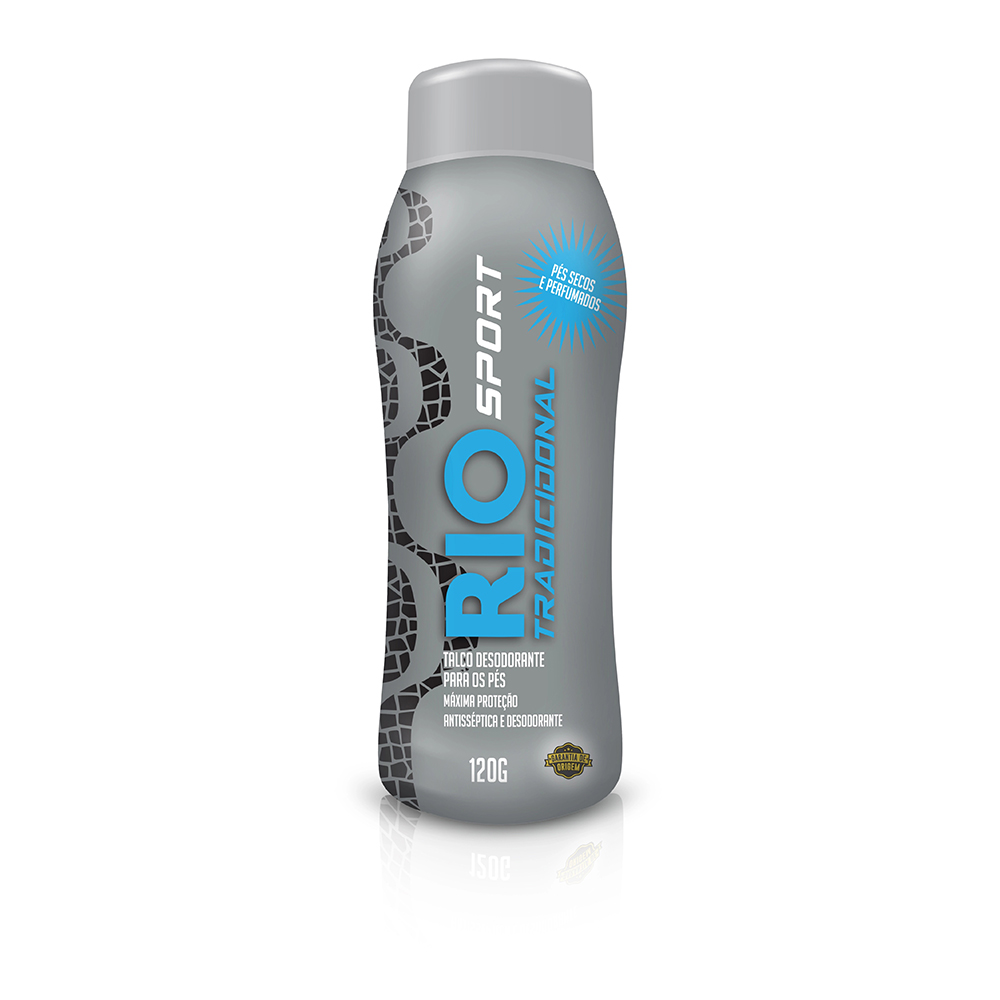 PÉS SECOS
E PERFUMADOS
RIO SPORT
TRADICIDONAL
TALCO DESODORANTE
PARA OS PÉS
MÁXIMA PROTEÇÃO
ANTISSÉPTICA E DESODORANTE
120G
GARANTIA DE
ORIGEM